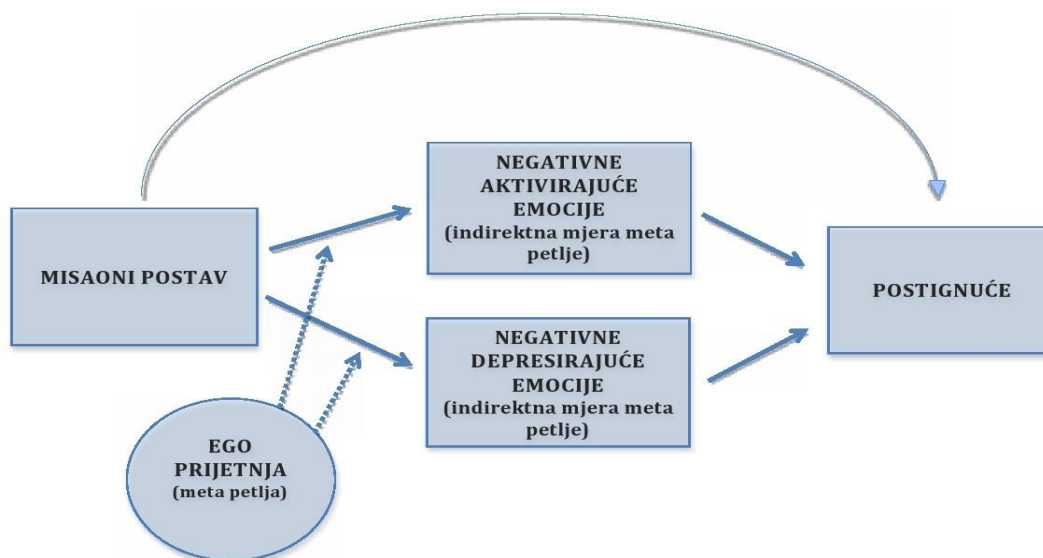 MISAONI POSTAV
NEGATIVNE
AKTIVIRAJUĆE
EMOCIJE
(indirektna mjera meta
petlje)
NEGATIVNE
DEPRESIRAJUĆE
EMOCIJE
(indirektna mjera meta
petlje)
POSTIGNUĆE
EGO
PRIJETNJA
(meta petlja)